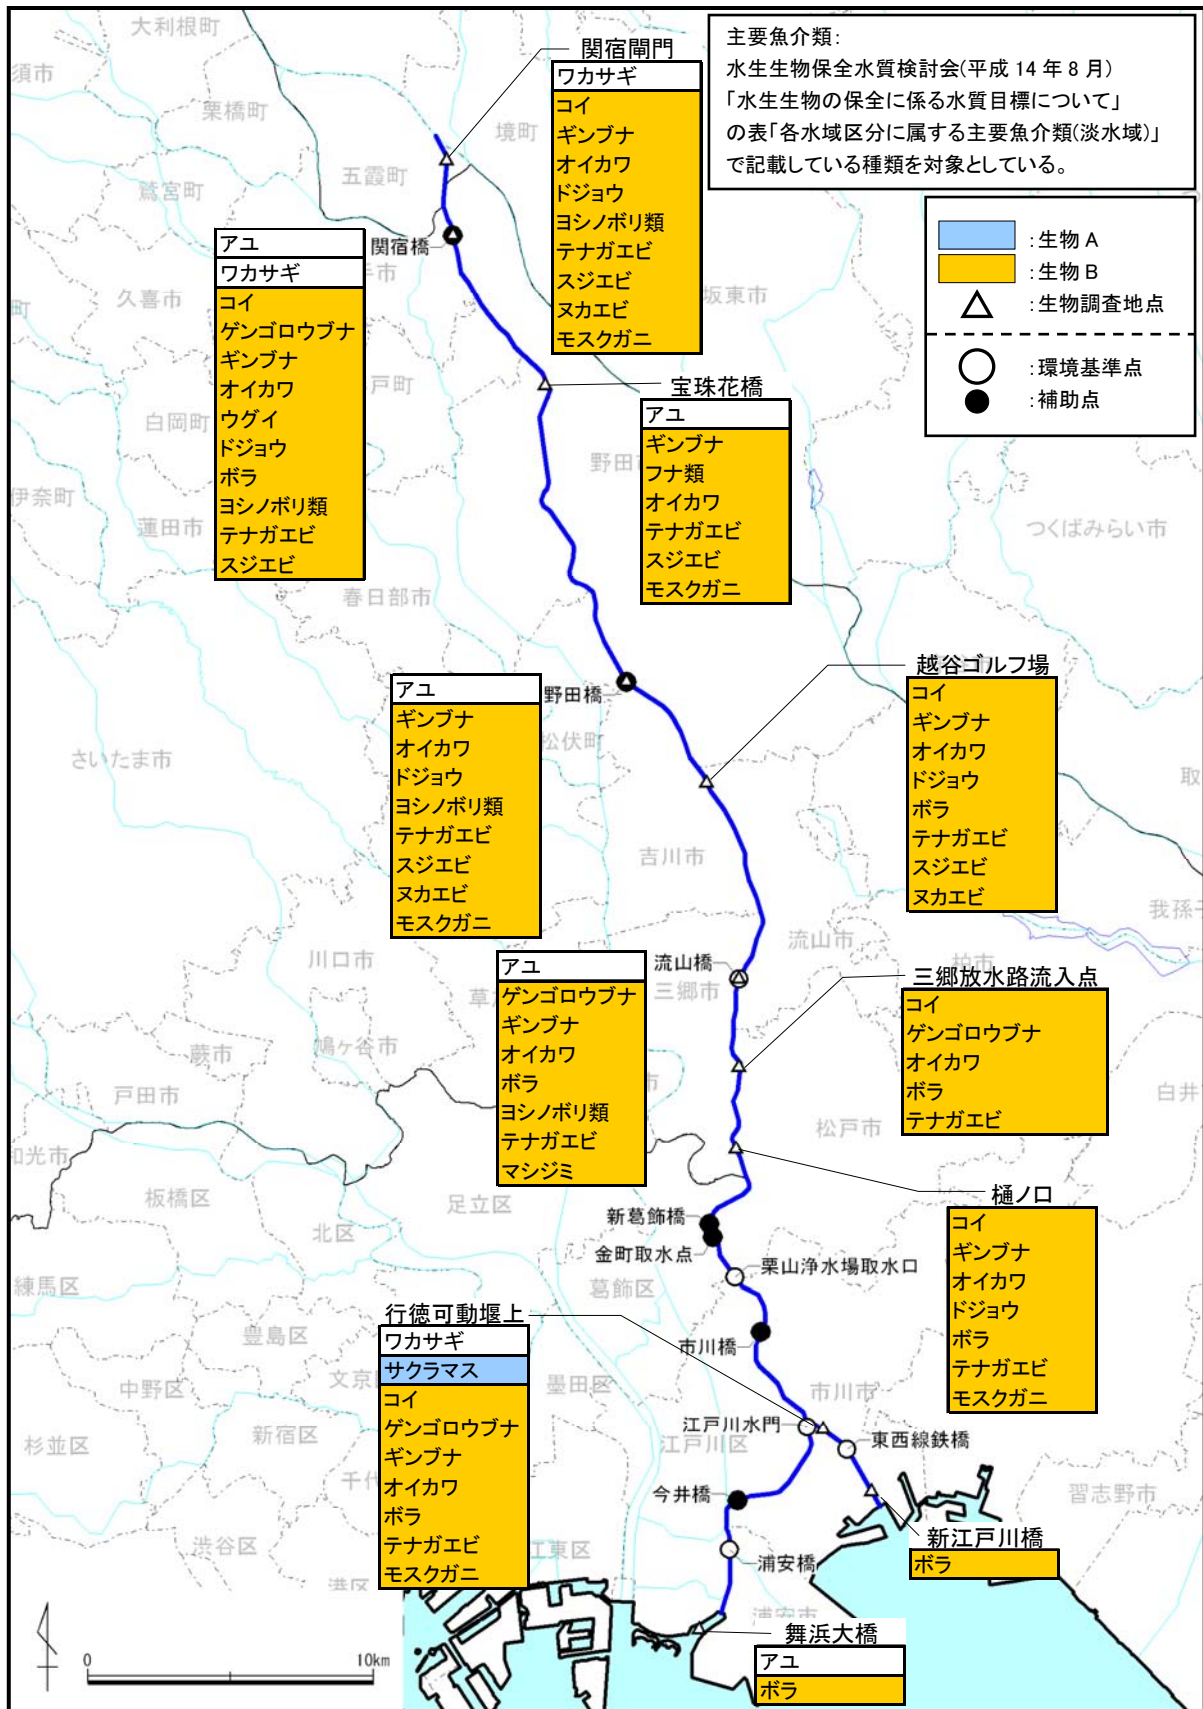 主要魚介類：
水生生物保全水質検討会(平成 14 年 8 月)
「水生生物の保全に係る水質目標について」
の表「各水域区分に属する主要魚介類(淡水域)」
で記載している種類を対象としている。
:生物 A
:生物 B
:生物調査地点
:環境基準点
:補助点
大利根町
須市
栗橋町
境町
五霞町
鷲宮町
関宿閘門
ワカサギ
コイ
ギンブナ
オイカワ
ドジョウ
ヨシノボリ類
テナガエビ
スジエビ
ヌカエビ
モスクガニ
関宿橋
手市
久喜市
町
坂東市
アユ
ワカサギ
コイ
ゲンゴロウブナ
ギンブナ
オイカワ
ウグイ
ドジョウ
ボラ
ヨシノボリ類
テナガエビ
スジエビ
戸町
白岡町
宝珠花橋
アユ
ギンブナ
フナ類
オイカワ
テナガエビ
スジエビ
モスクガニ
野田
伊奈町
蓮田市
つくばみらい市
春日部市
野田橋
アユ
ギンブナ
オイカワ
ドジョウ
ヨシノボリ類
テナガエビ
スジエビ
ヌカエビ
モスクガニ
松伏町
さいたま市
越谷ゴルフ場
コイ
ギンブナ
オイカワ
ドジョウ
ボラ
テナガエビ
スジエビ
ヌカエビ
取
吉川市
我孫子
流山市
柏市
川口市
草
流山橋
三郷市
アユ
ゲンゴロウブナ
ギンブナ
オイカワ
ボラ
ヨシノボリ類
テナガエビ
マシジミ
三郷放水路流入点
コイ
ゲンゴロウブナ
オイカワ
ボラ
テナガエビ
蕨市
鳩ヶ谷市
市
戸田市
白井
松戸市
和光市
板橋区
足立区
北区
樋ノ口
コイ
ギンブナ
オイカワ
ドジョウ
ボラ
テナガエビ
モスクガニ
新葛飾橋
金町取水点
栗山浄水場取水口
葛飾区
練馬区
豊島区
市川橋
行徳可動堰上
ワカサギ
サクラマス
コイ
ゲンゴロウブナ
ギンブナ
オイカワ
ボラ
テナガエビ
モスクガニ
文京
中野区
墨田区
市川市
江戸川水門
江戸川区
東西線鉄橋
杉並区
新宿区
千代
今井橋
習志野市
新江戸川橋
ボラ
渋谷区
港区
江東区
浦安橋
浦安市
舞浜大橋
アユ
ボラ
0
10km